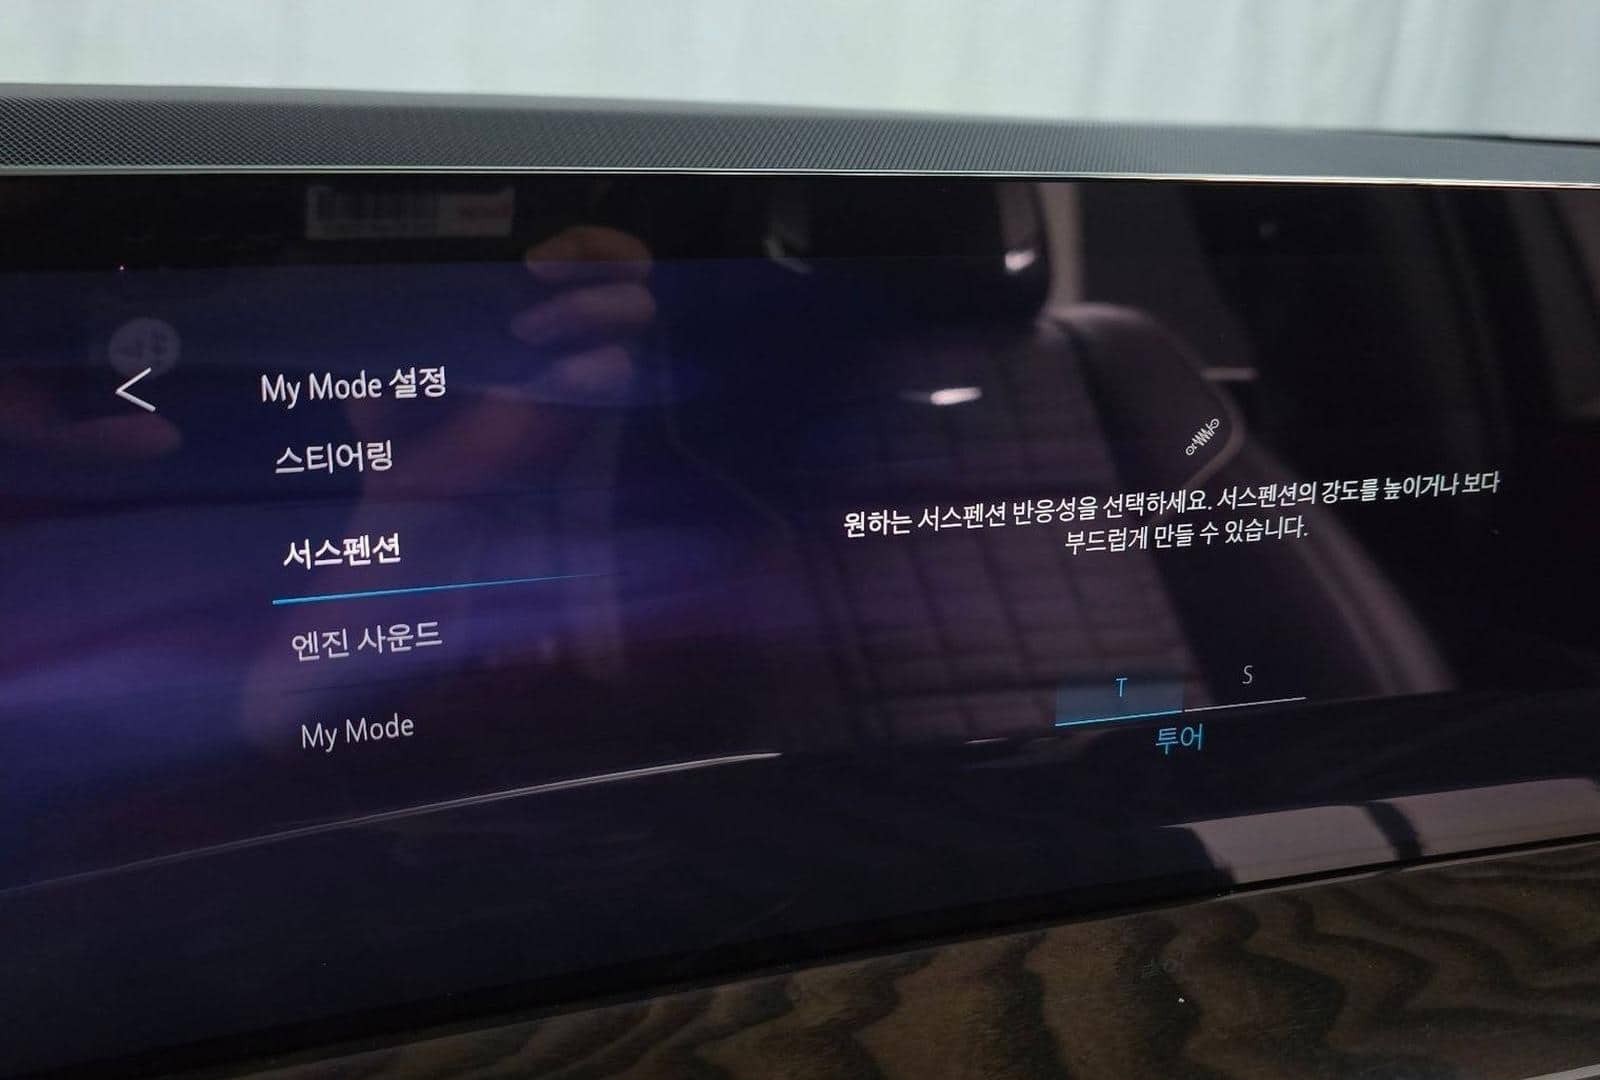 My Mode 설정
스티어링
서스펜션
엔진 사운드
My Mode
원하는 서스펜션 반응성을 선택하세요. 서스펜션의 강도를 높이거나 보다
부드럽게 만들 수 있습니다.
T
S
투어